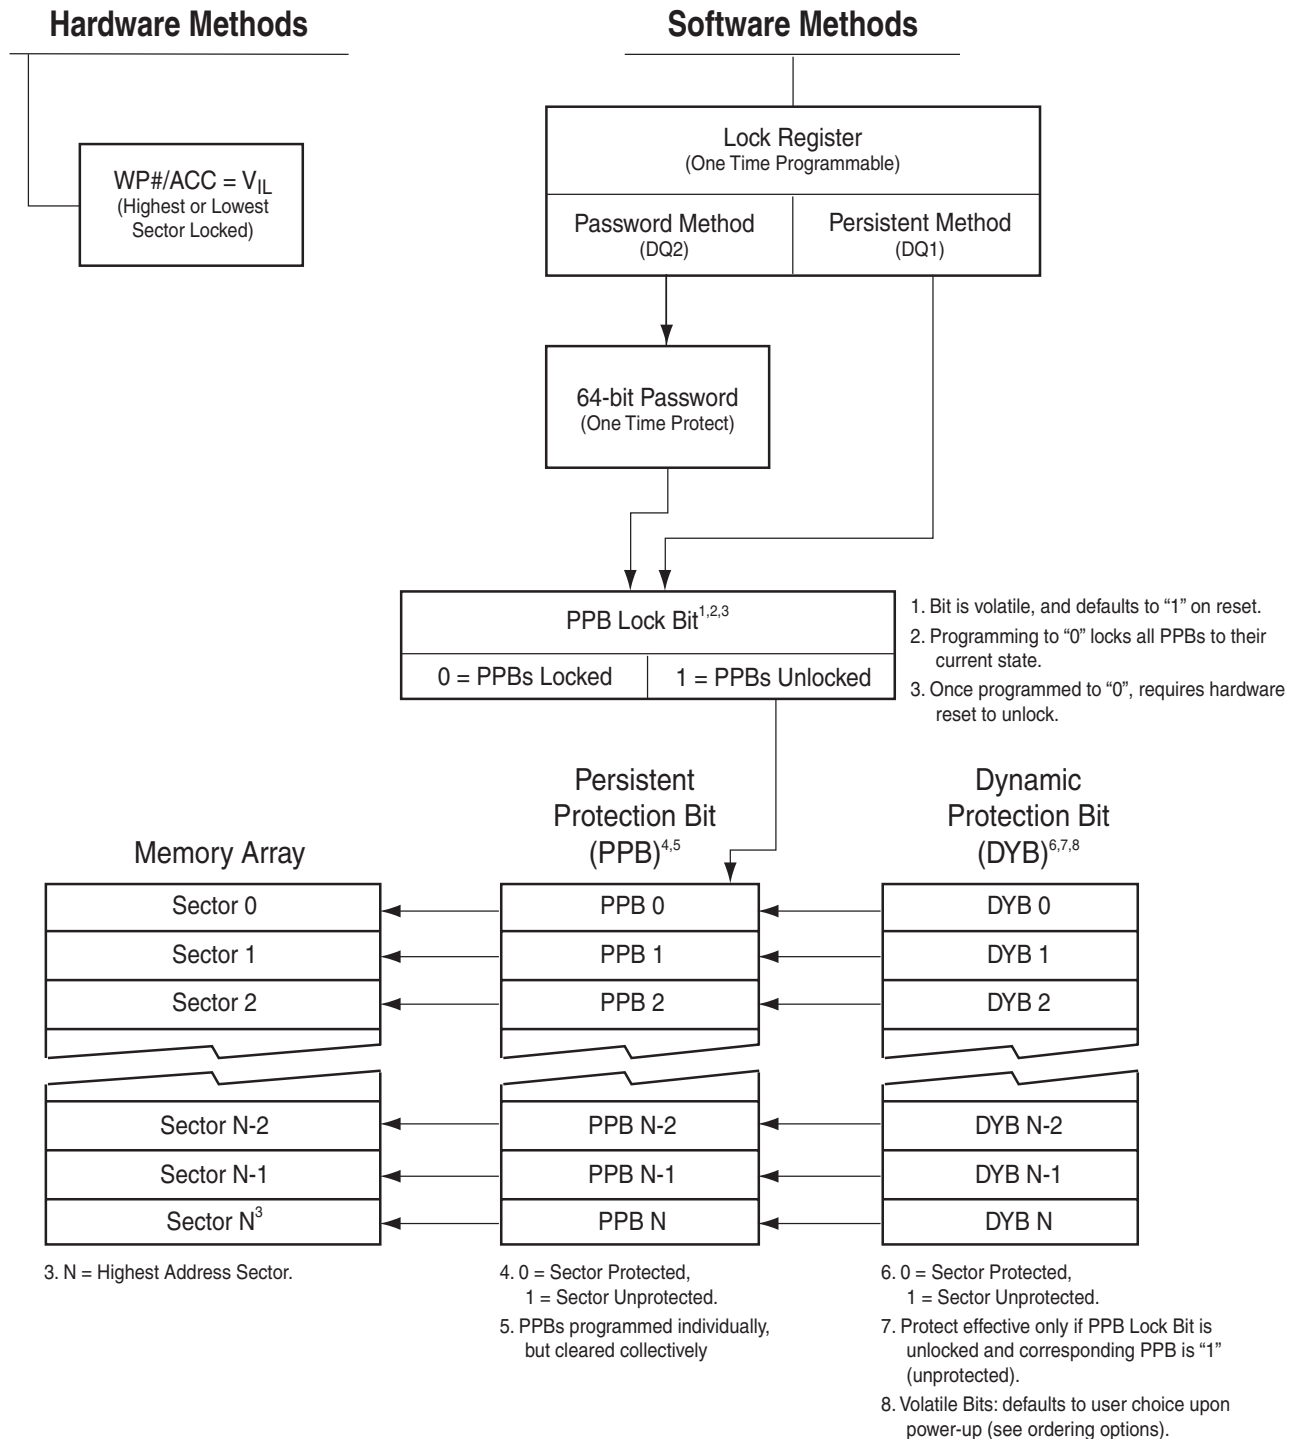 Hardware Methods
Software Methods
WP#/ACC = VIL
(Highest or Lowest
Sector Locked)
Lock Register
(One Time Programmable)
Password Method
(DQ2)
Persistent Method
(DQ1)
64-bit Password
(One Time Protect)
PPB Lock Bit1,2,3
0 = PPBs Locked
1 = PPBs Unlocked
1. Bit is volatile, and defaults to “1” on reset.
2. Programming to “0” locks all PPBs to their
current state.
3. Once programmed to “0”, requires hardware
reset to unlock.
Memory Array
Persistent
Protection Bit
(PPB)4,5
Dynamic
Protection Bit
(DYB)6,7,8
Sector 0
PPB 0
DYB 0
Sector 1
PPB 1
DYB 1
Sector 2
PPB 2
DYB 2
Sector N-2
PPB N-2
DYB N-2
Sector N-1
PPB N-1
DYB N-1
Sector N3
PPB N
DYB N
3. N = Highest Address Sector.
4. 0 = Sector Protected,
1 = Sector Unprotected.
5. PPBs programmed individually,
but cleared collectively
6. 0 = Sector Protected,
1 = Sector Unprotected.
7. Protect effective only if PPB Lock Bit is
unlocked and corresponding PPB is “1”
(unprotected).
8. Volatile Bits: defaults to user choice upon
power-up (see ordering options).